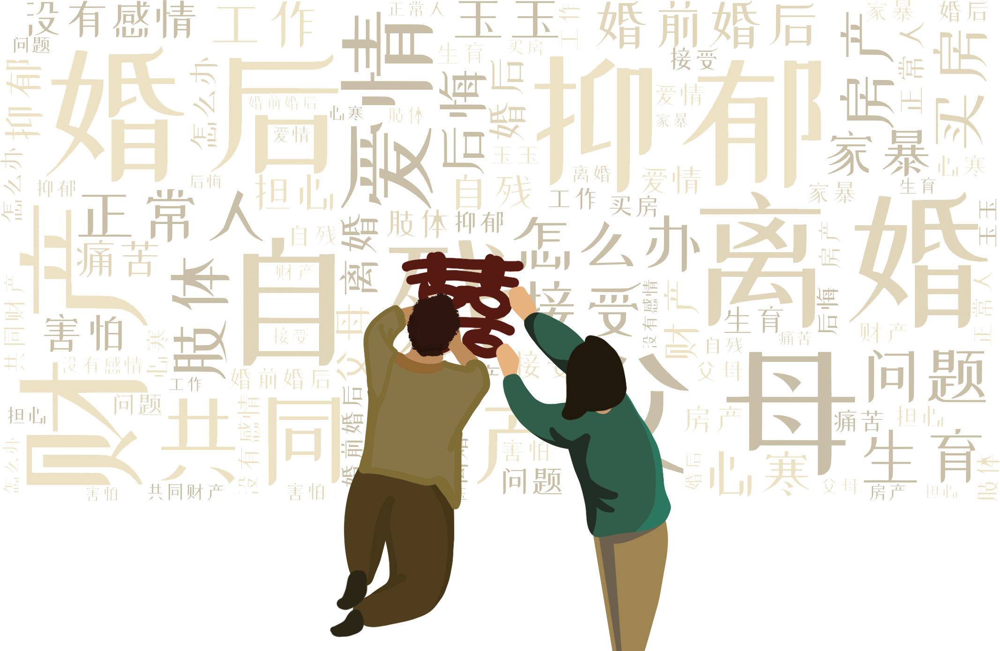 没有感情
工作
爱情
正常人
玉玉
工作
婚前婚后
房产
家暴
婚后
问题
婚后
怎么办
生育
买房
接受
抑郁
正常人
买房
抑郁
婚前婚后
心寒
肢体
后悔
婚后
爱情
家暴
爱情
玉玉
家暴
心寒
怎么办
抑郁
后悔
担心
自残
离婚
爱情
工作
买房
家暴
生育
正常人
财产
痛苦
自残
离婚
肢体
抑郁
怎么办
离婚
玉玉
房产
肢体
自残
财产
囍
接受
没有感情
财产
生育
后悔
正常人
共同财产
害怕
心寒
接受
父母
自残
痛苦
财产
没有感情
工作
婚前婚后
接受
父母
父母
问题
担心
问题
共同
没有感情
婚前婚后
产
房产
痛苦
担心
怎么办
害怕
婚后
心寒
生育
肢体
害怕
共同财产
害怕
问题
父母
房产
担心